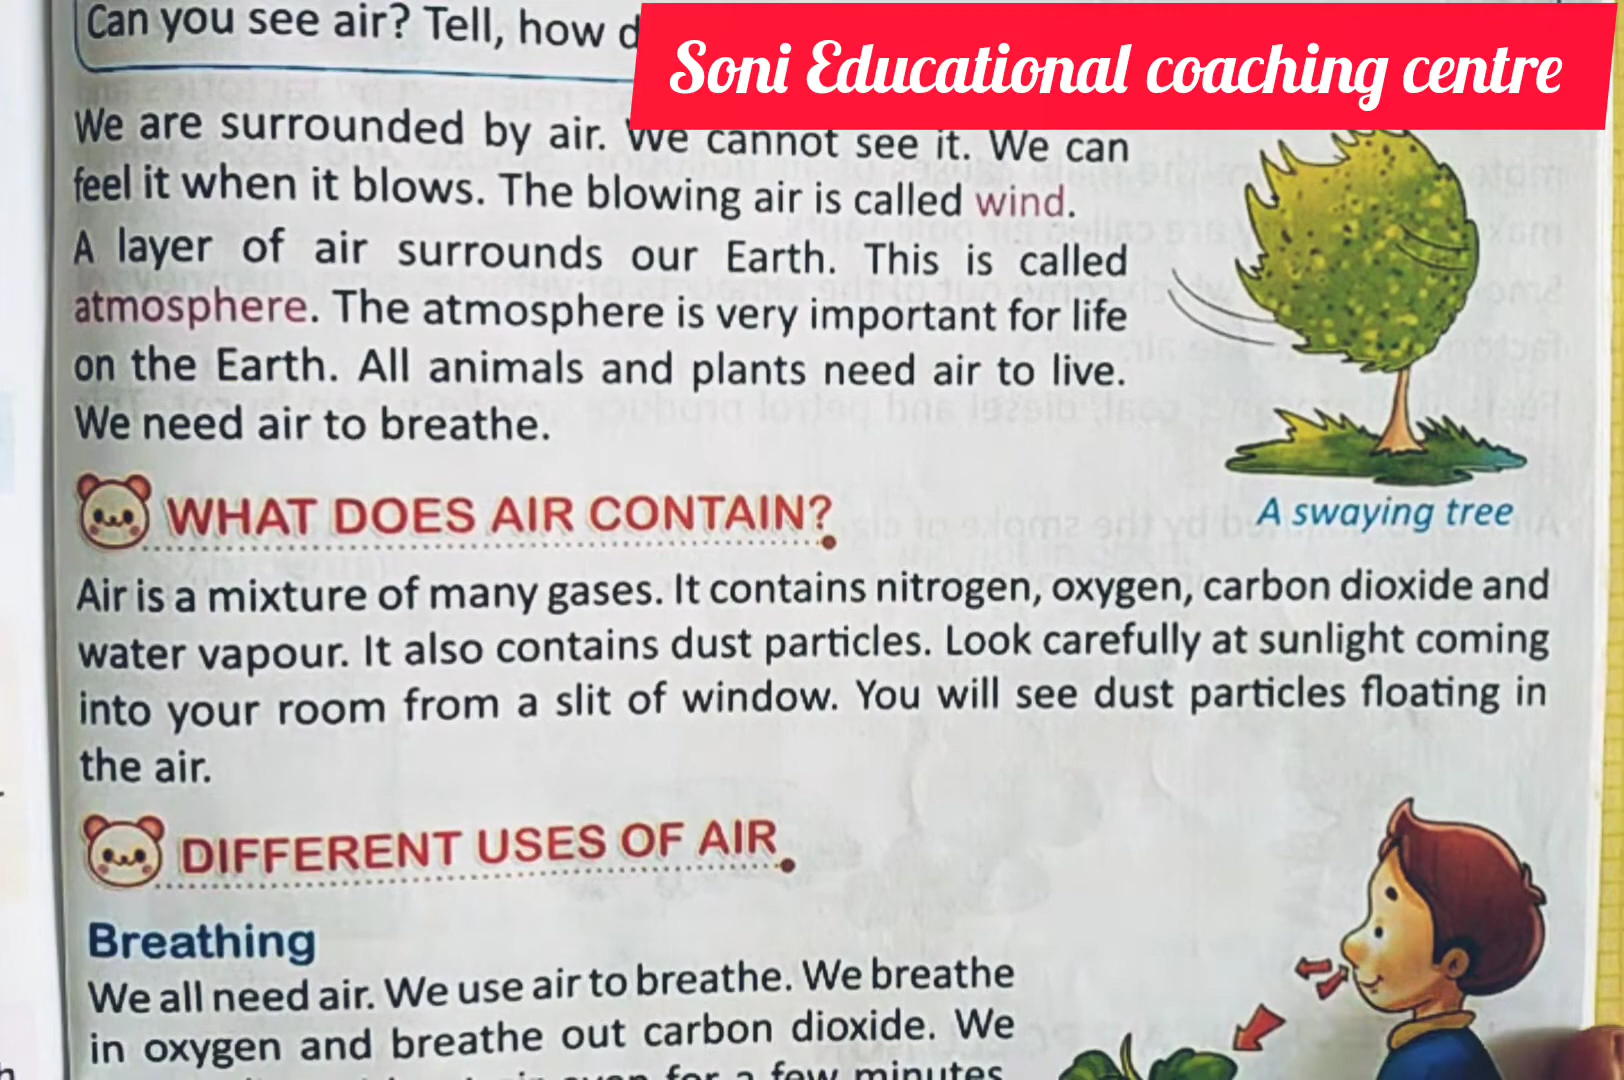 Can you see air? Tell, how
Soni Educational coaching centre
We are surrounded by air. We cannot see it. We can
feel it when it blows. The blowing air is called wind.
A layer of air surrounds our Earth. This is called
atmosphere. The atmosphere is very important for life
on the Earth. All animals and plants need air to live.
We need air to breathe.
A swaying tree
WHAT DOES AIR CONTAIN?
Air is a mixture of many gases. It contains nitrogen, oxygen, carbon dioxide and
water vapour. It also contains dust particles. Look carefully at sunlight coming
into your room from a slit of window. You will see dust particles floating in
the air.
DIFFERENT USES OF AIR
Breathing
We all need air. We use air to breathe. We breathe
in oxygen and breathe out carbon dioxide. We
even for a few minutes